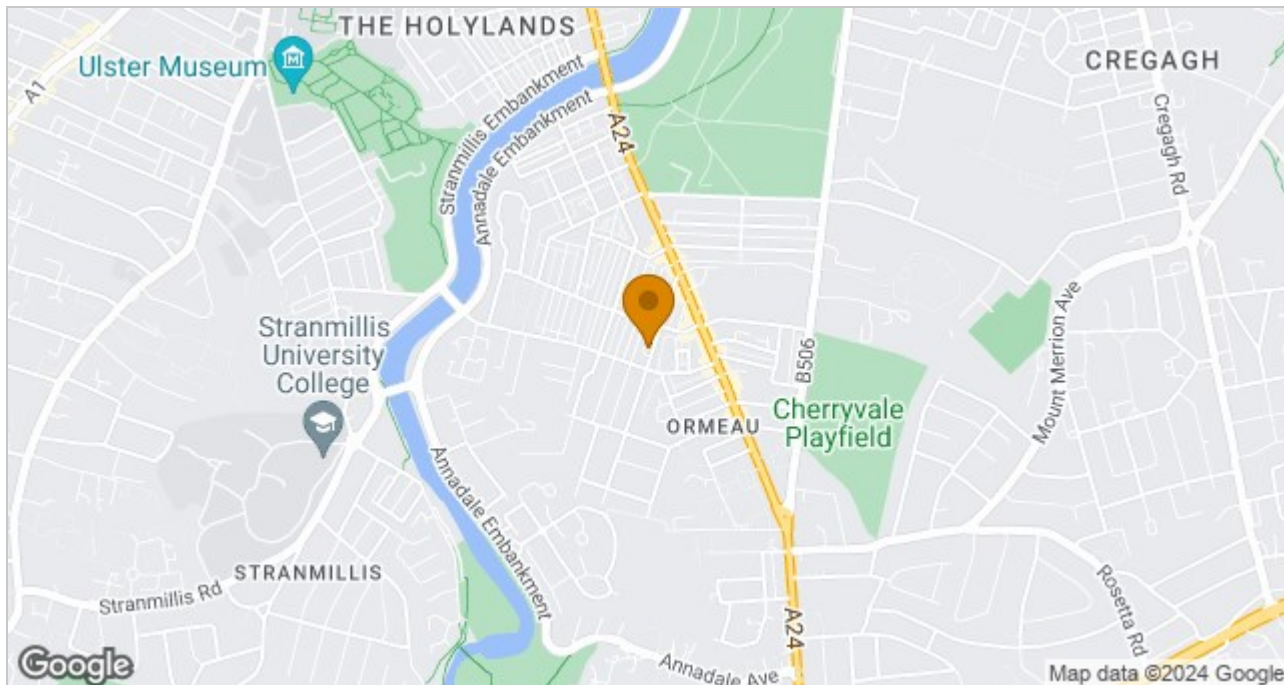 THE HOLYLANDS
Ulster Museum
A1
CREGAGH
Stranmillis Embankment
Annadale Embankment
A24
Cregagh Rd
Stranmillis
University
College
B506
Mount Merrion Ave
Cherryvale
Playfield
ORMEAU
Annadale Embankment
STRANMILLIS
Stranmillis Rd
Rosetta Rd
A24
Annadale Ave
Google
Map data ©2024 Google